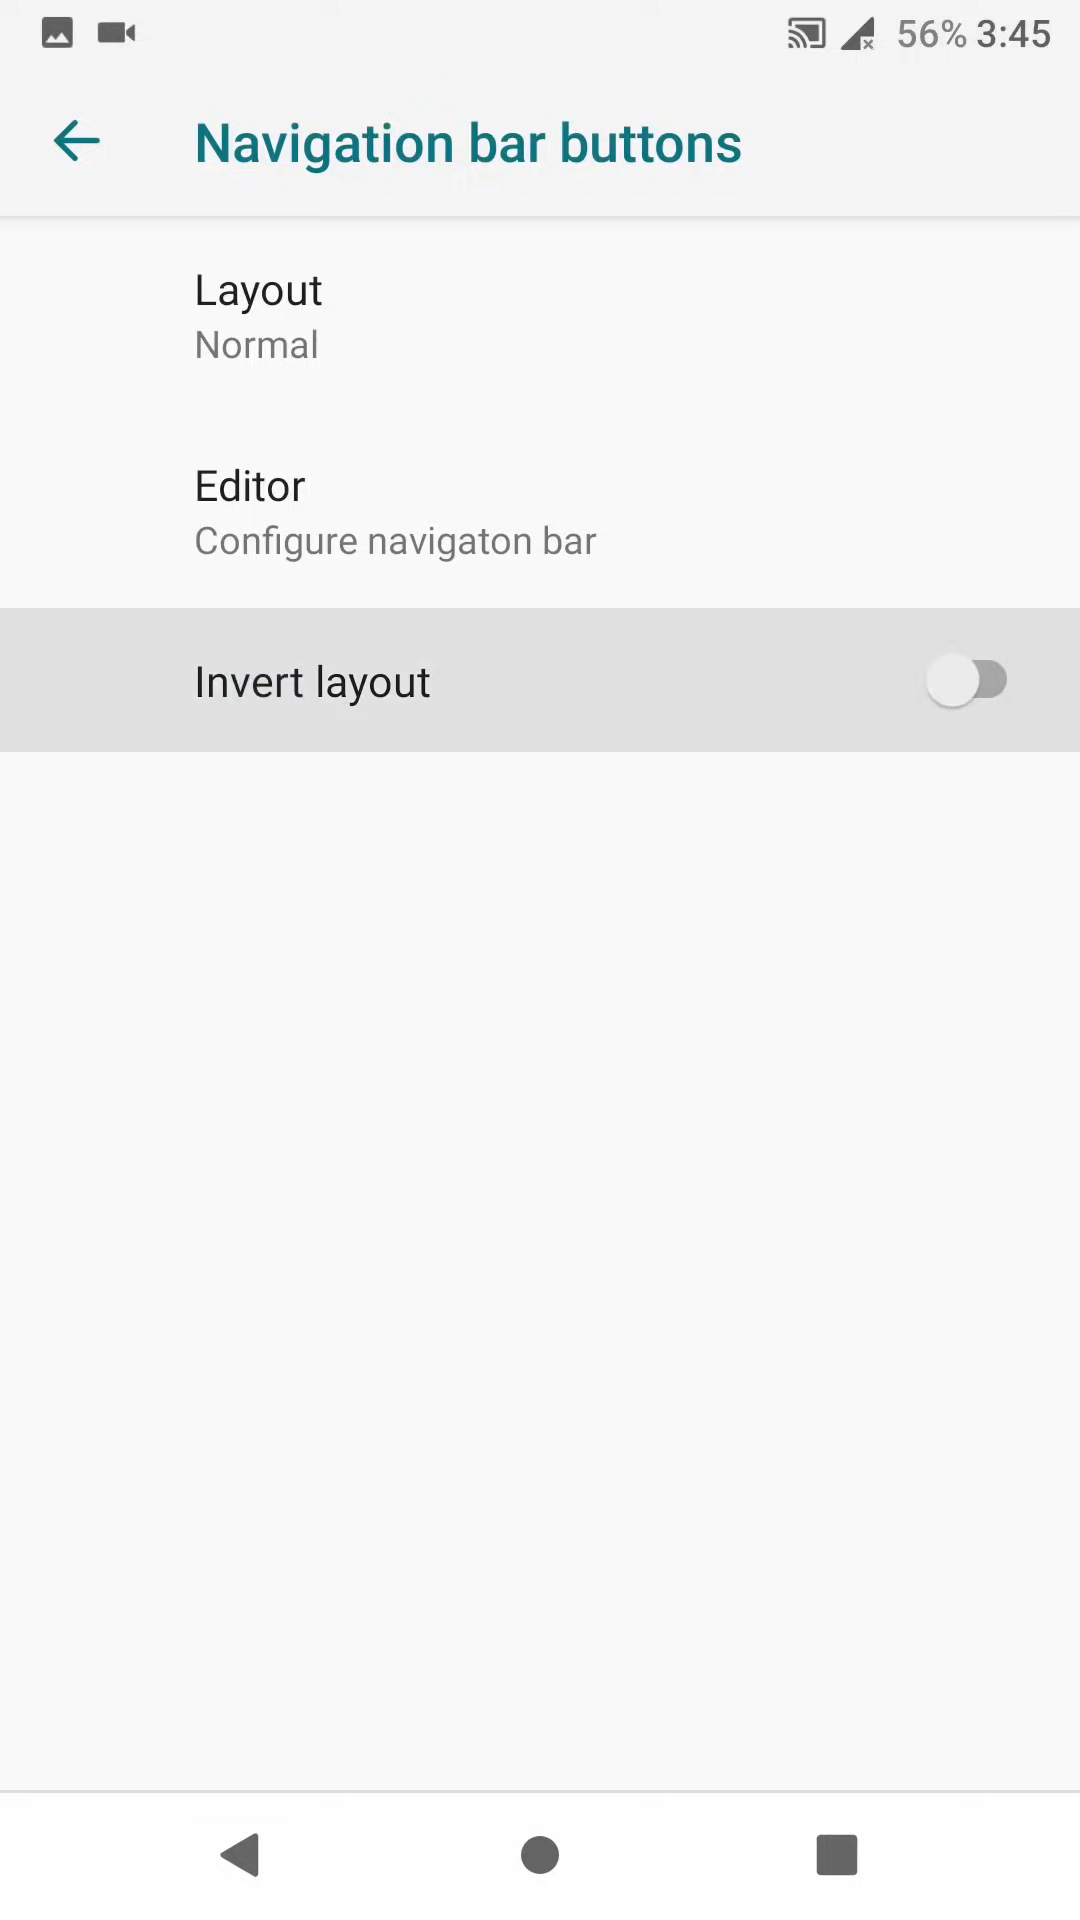 56% 3:45
Navigation bar buttons
Layout
Normal
Editor
Configure navigaton bar
Invert layout